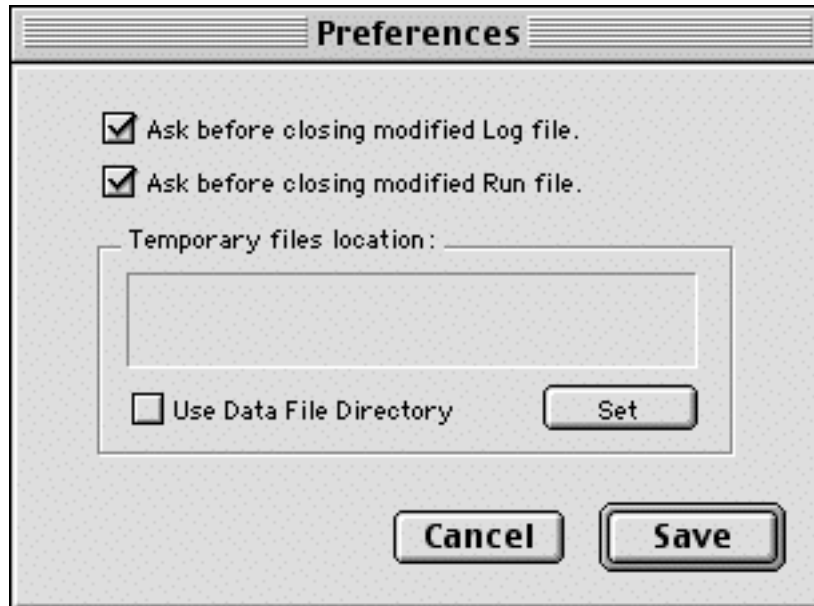 Preferences
Ask before closing modified Log file.
Ask before closing modified Run file.
Temporary files location:
Use Data File Directory
Set
Cancel
Save